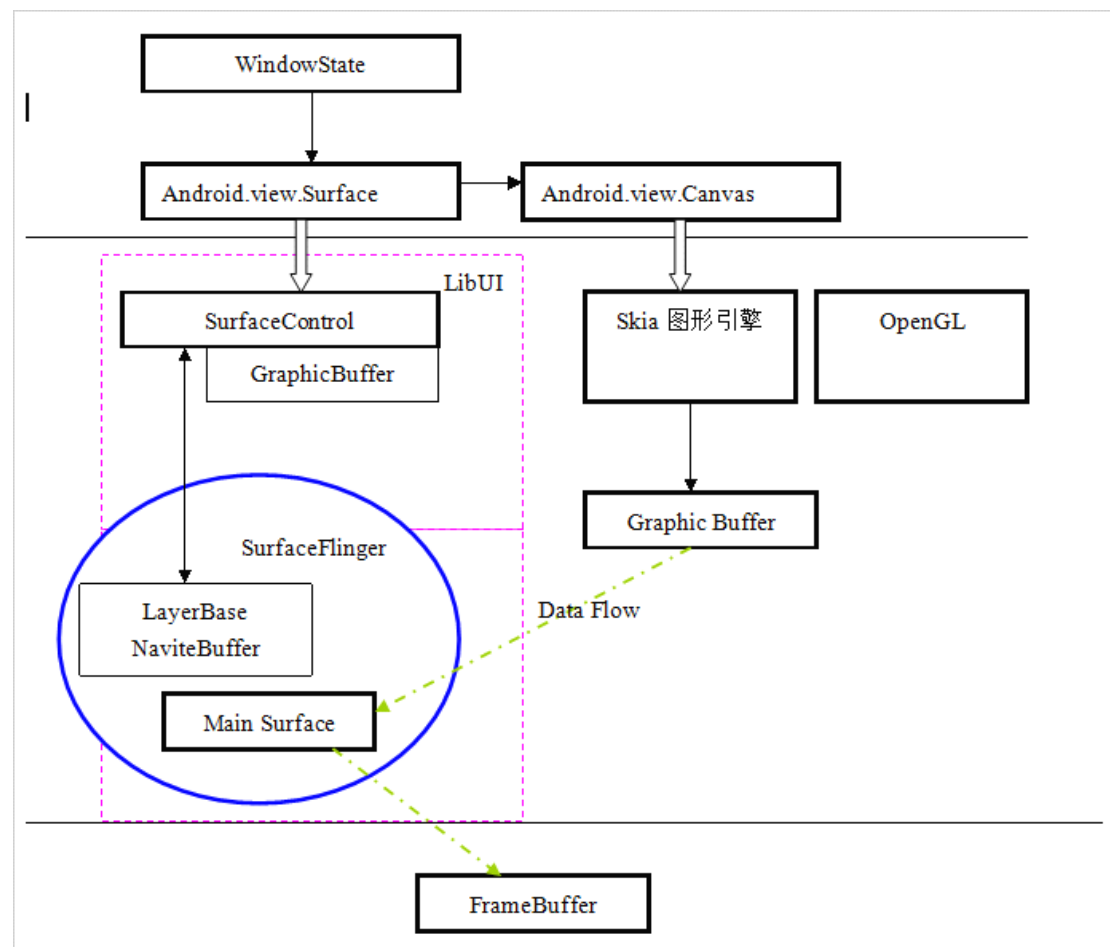 WindowState
Android.view.Surface
Android.view.Canvas
LibUI
SurfaceControl
GraphicBuffer
Skia 图形引擎
OpenGL
Graphic Buffer
SurfaceFlinger
LayerBase
NaviteBuffer
Data Flow
Main Surface
FrameBuffer